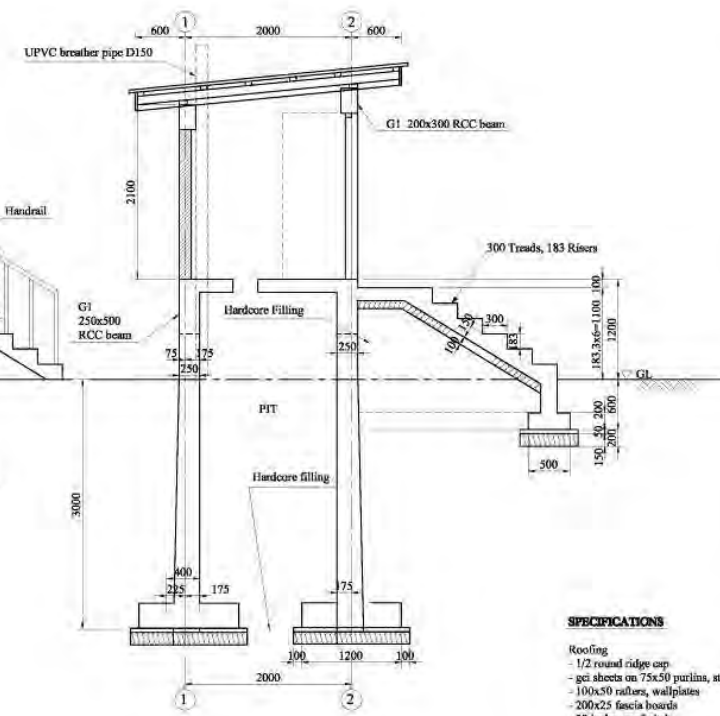 1
2
600
2000
600
UPVC breather pipe D150
G1 200x300 RCC beam
2100
Handrail
300 Treads, 183 Risers
G1
250x500
RCC beam
Hardcore Filling
75
175
250
250
150
100
300
183
100
183.3x6=1100
1200
GL
PIT
200
600
50
200
150
500
Hardcore filling
3000
400
225
175
175
100
1200
100
2000
1
2
SPECIFICATIONS
Roofing
- 1/2 round ridge cap
- gci sheets on 75x50 purlins, st
- 100x50 rafters, wallplates
- 200x25 fascia boards